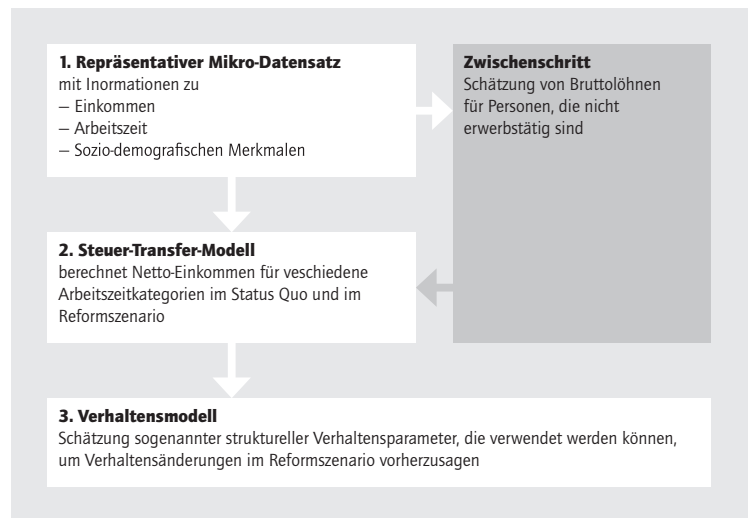 1. Repräsentativer Mikro-Datensatz
mit Inormationen zu
– Einkommen
– Arbeitszeit
– Sozio-demografischen Merkmalen
Zwischenschritt
Schätzung von Bruttolöhnen
für Personen, die nicht
erwerbstätig sind
2. Steuer-Transfer-Modell
berechnet Netto-Einkommen für veschiedene
Arbeitszeitkategorien im Status Quo und im
Reformszenario
3. Verhaltensmodell
Schätzung sogenannter struktureller Verhaltensparameter, die verwendet werden können,
um Verhaltensänderungen im Reformszenario vorherzusagen